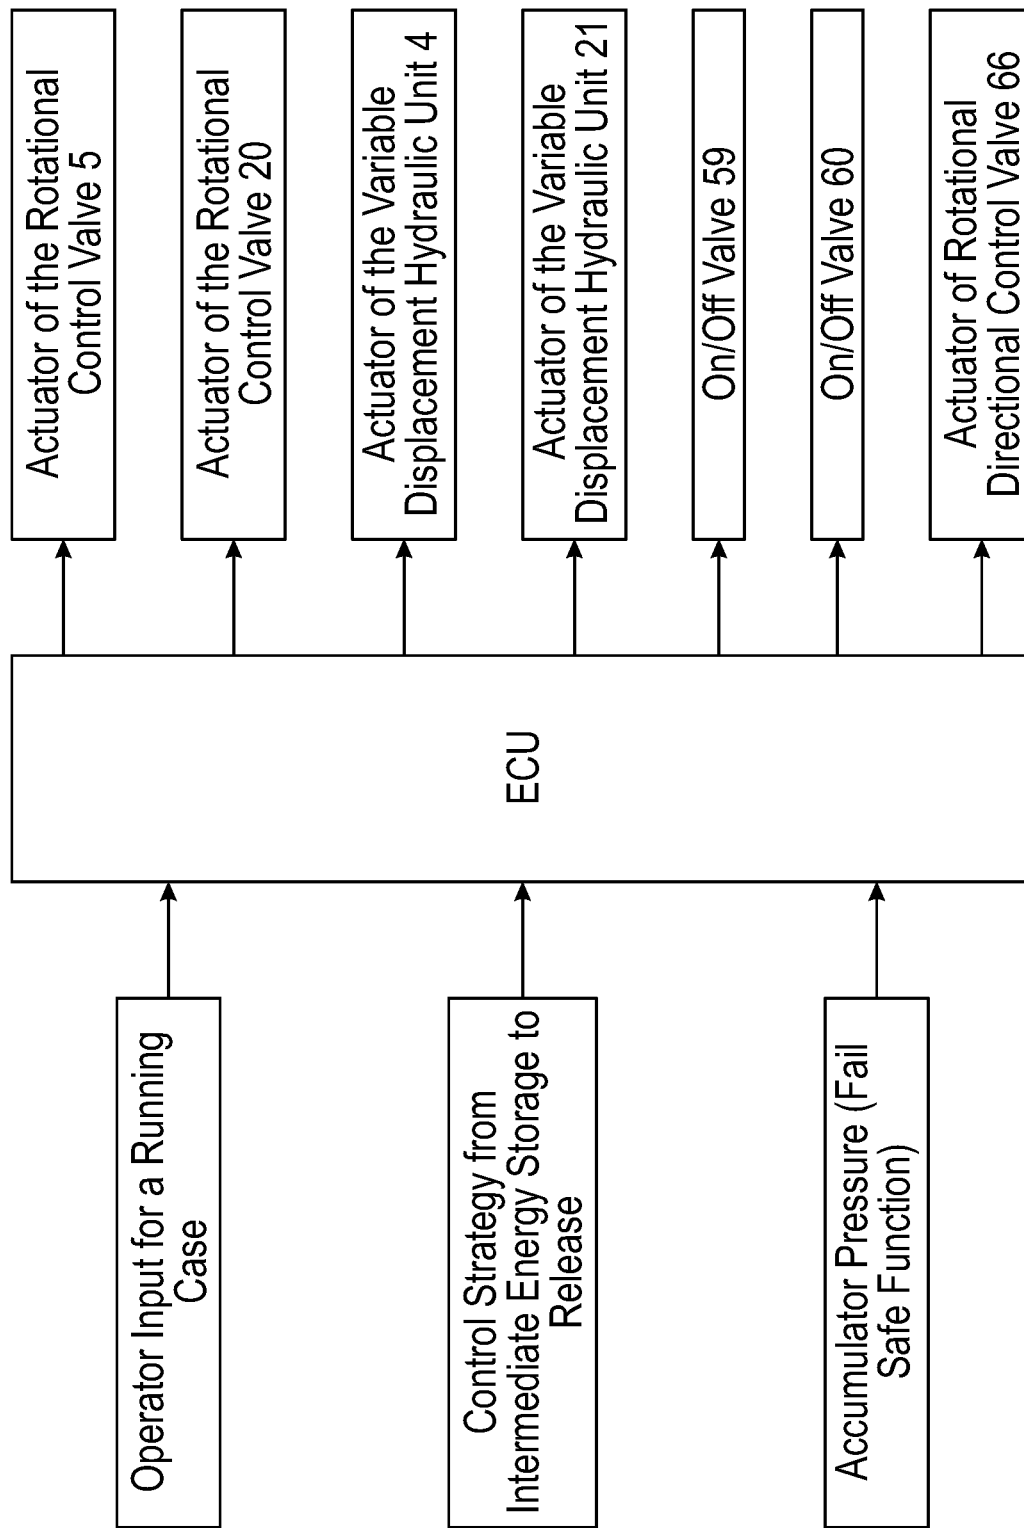 Operator Input for a Running
Case
Control Strategy from
Intermediate Energy Storage to
Release
Accumulator Pressure (Fail
Safe Function)
ECU
Actuator of the Rotational
Control Valve 5
Actuator of the Rotational
Control Valve 20
Actuator of the Variable
Displacement Hydraulic Unit 4
Actuator of the Variable
Displacement Hydraulic Unit 21
On/Off Valve 59
On/Off Valve 60
Actuator of Rotational
Directional Control Valve 66